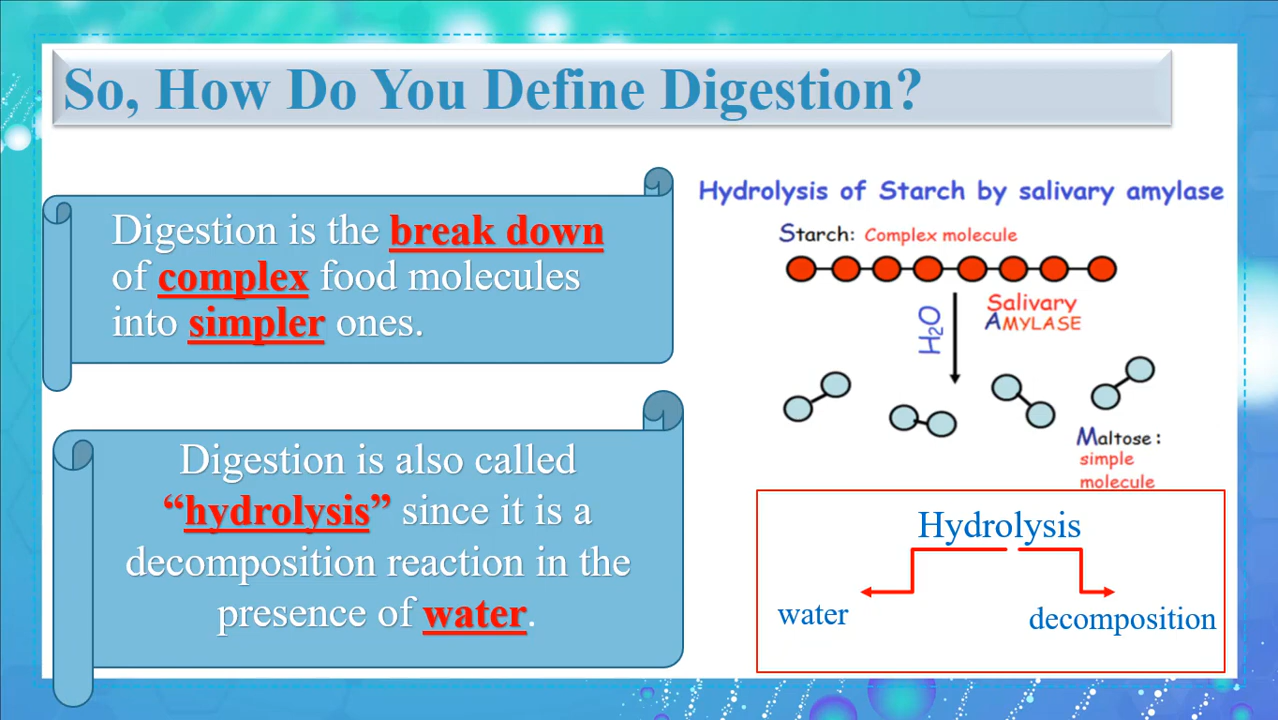 So, How Do You Define Digestion?
Digestion is the break down
of complex food molecules
into simpler ones.
Digestion is also called
“hydrolysis” since it is a
decomposition reaction in the
presence of water.
Hydrolysis of Starch by salivary amylase
Starch: Complex molecule
H2O
Salivary
AMYLASE
Maltose:
simple
molecule
Hydrolysis
water
decomposition